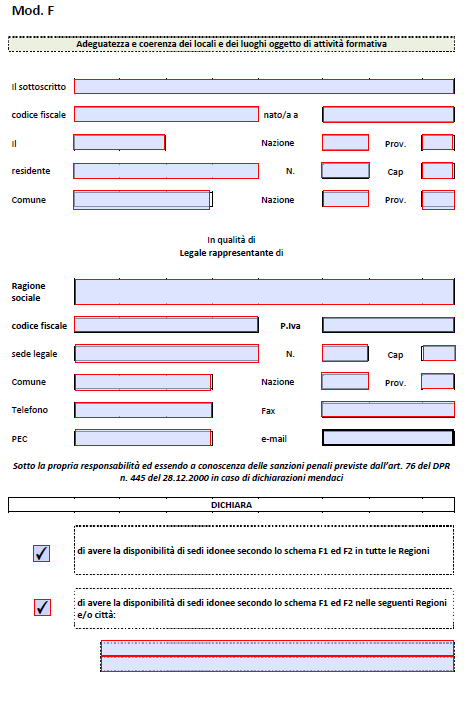 Mod. F
Adeguatezza e coerenza dei locali e dei luoghi oggetto di attività formativa
Il sottoscritto
codice fiscale nato/a a
Il Nazione Prov.
residente N. Cap
Comune Nazione Prov.
In qualità di
Legale rappresentante di
Ragione
sociale
codice fiscale P.Iva
sede legale N. Cap
Comune Nazione Prov.
Telefono Fax
PEC e-mail
Sotto la propria responsabilità ed essendo a conoscenza delle sanzioni penali previste dall'art. 76 del DPR
n. 445 del 28.12.2000 in caso di dichiarazioni mendaci
DICHIARA
di avere la disponibilità di sedi idonee secondo lo schema F1 ed F2 in tutte le Regioni
di avere la disponibilità di sedi idonee secondo lo schema F1 ed F2 nelle seguenti Regioni
e/o città: